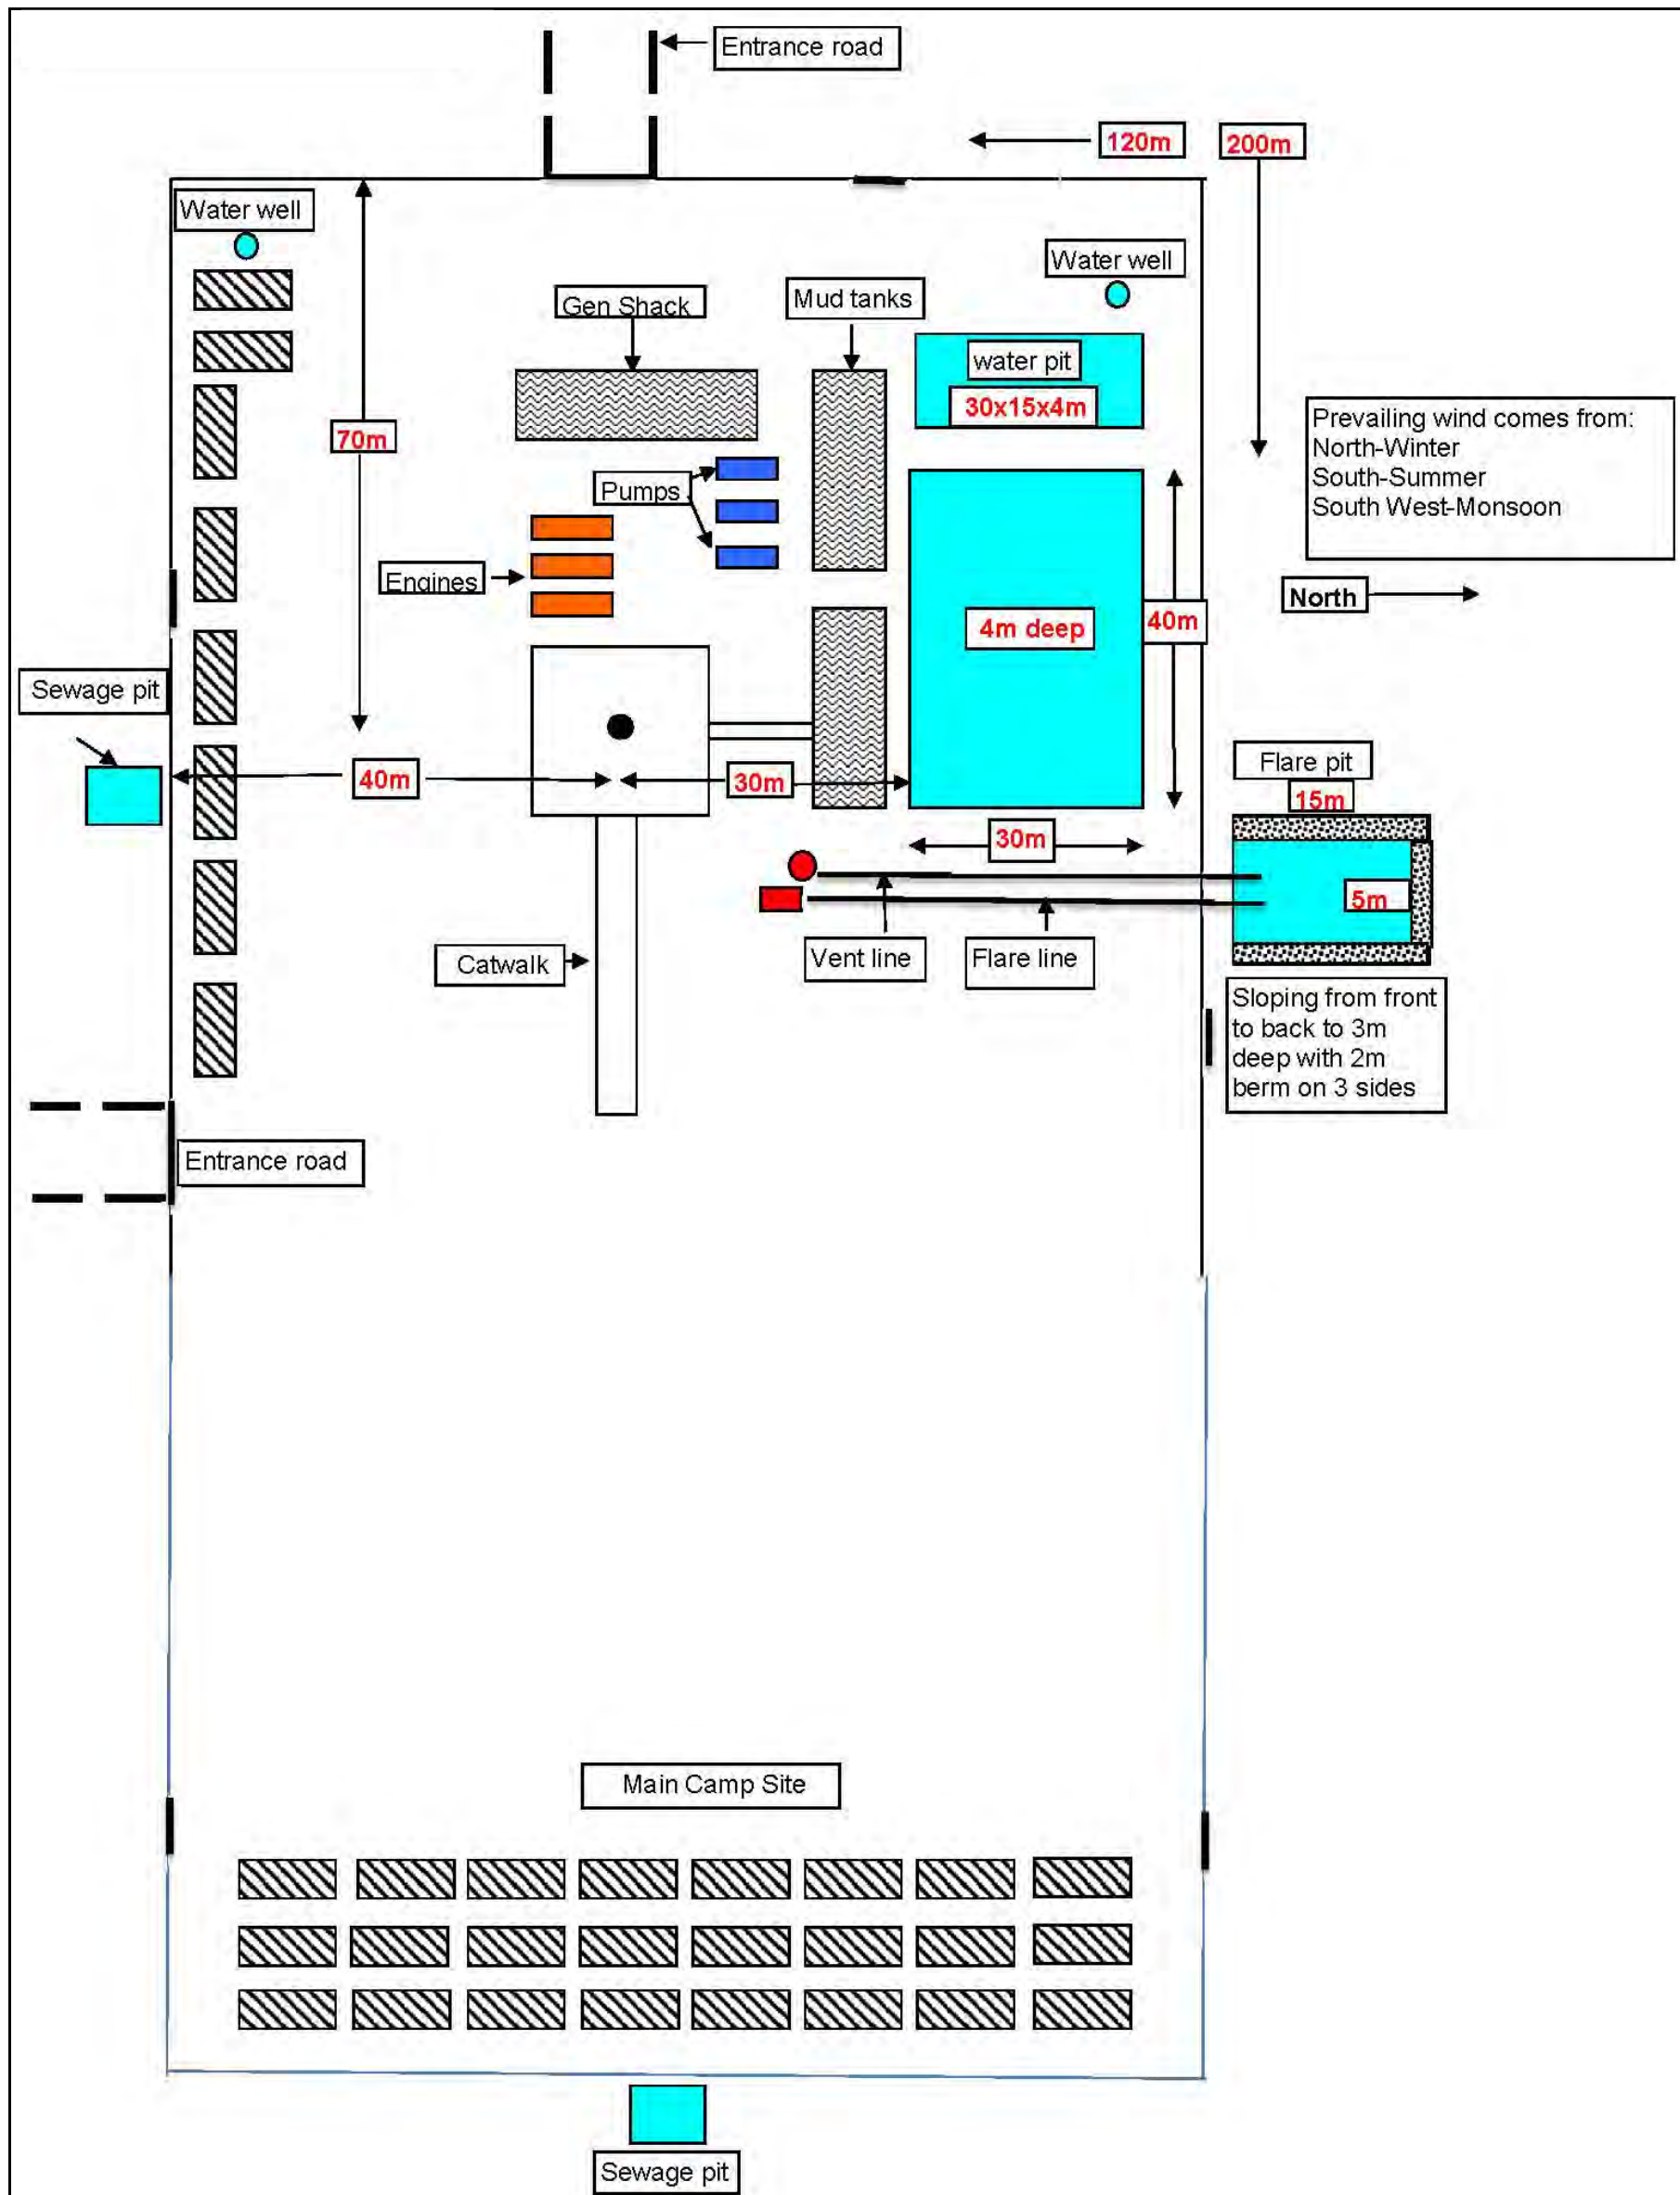 Entrance road
120m
200m
Water well
Water well
Gen Shack
Mud tanks
water pit
30x15x4m
Prevailing wind comes from:
North-Winter
South-Summer
South West-Monsoon
70m
Pumps
Engines
North
4m deep
40m
Sewage pit
40m
30m
Flare pit
15m
30m
5m
Catwalk
Vent line
Flare line
Sloping from front
to back to 3m
deep with 2m
berm on 3 sides
Entrance road
Main Camp Site
Sewage pit